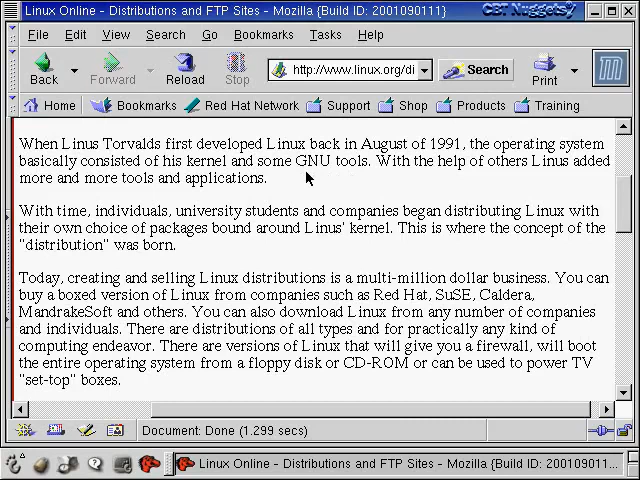 Linux Online - Distributions and FTP Sites - Mozilla {Build ID: 2001090111}
CBT Nuggets
File Edit View Search Go Bookmarks Tasks Help
Back Forward Reload Stop http://www.linux.org/di Search Print
Home Bookmarks Red Hat Network Support Shop Products Training
When Linus Torvalds first developed Linux back in August of 1991, the operating system
basically consisted of his kernel and some GNU tools. With the help of others Linus added
more and more tools and applications.
With time, individuals, university students and companies began distributing Linux with
their own choice of packages bound around Linus' kernel. This is where the concept of the
"distribution" was born.
Today, creating and selling Linux distributions is a multi-million dollar business. You can
buy a boxed version of Linux from companies such as Red Hat, SuSE, Caldera,
MandrakeSoft and others. You can also download Linux from any number of companies
and individuals. There are distributions of all types and for practically any kind of
computing endeavor. There are versions of Linux that will give you a firewall, will boot
the entire operating system from a floppy disk or CD-ROM or can be used to power TV
"set-top" boxes.
Document: Done (1.299 secs)
Linux Online - Distributions and FTP Sites - Mozilla {Build ID: 200109011...